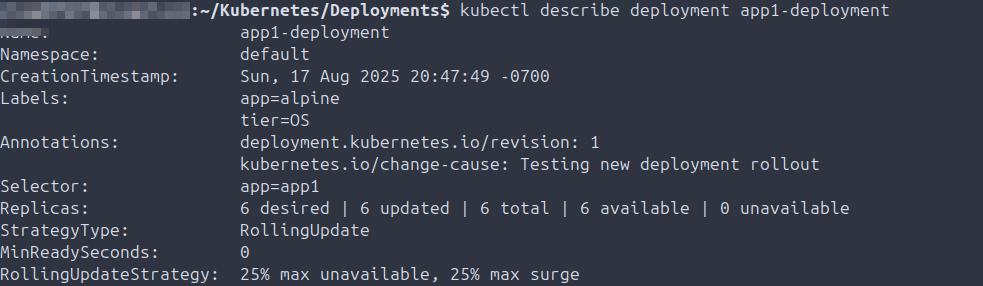 :~/Kubernetes/Deployments$ kubectl describe deployment app1-deployment
Name: app1-deployment
Namespace: default
CreationTimestamp: Sun, 17 Aug 2025 20:47:49 -0700
Labels: app=alpine
tier=OS
Annotations: deployment.kubernetes.io/revision: 1
kubernetes.io/change-cause: Testing new deployment rollout
Selector: app=app1
Replicas: 6 desired | 6 updated | 6 total | 6 available | 0 unavailable
StrategyType: RollingUpdate
MinReadySeconds: 0
RollingUpdateStrategy: 25% max unavailable, 25% max surge